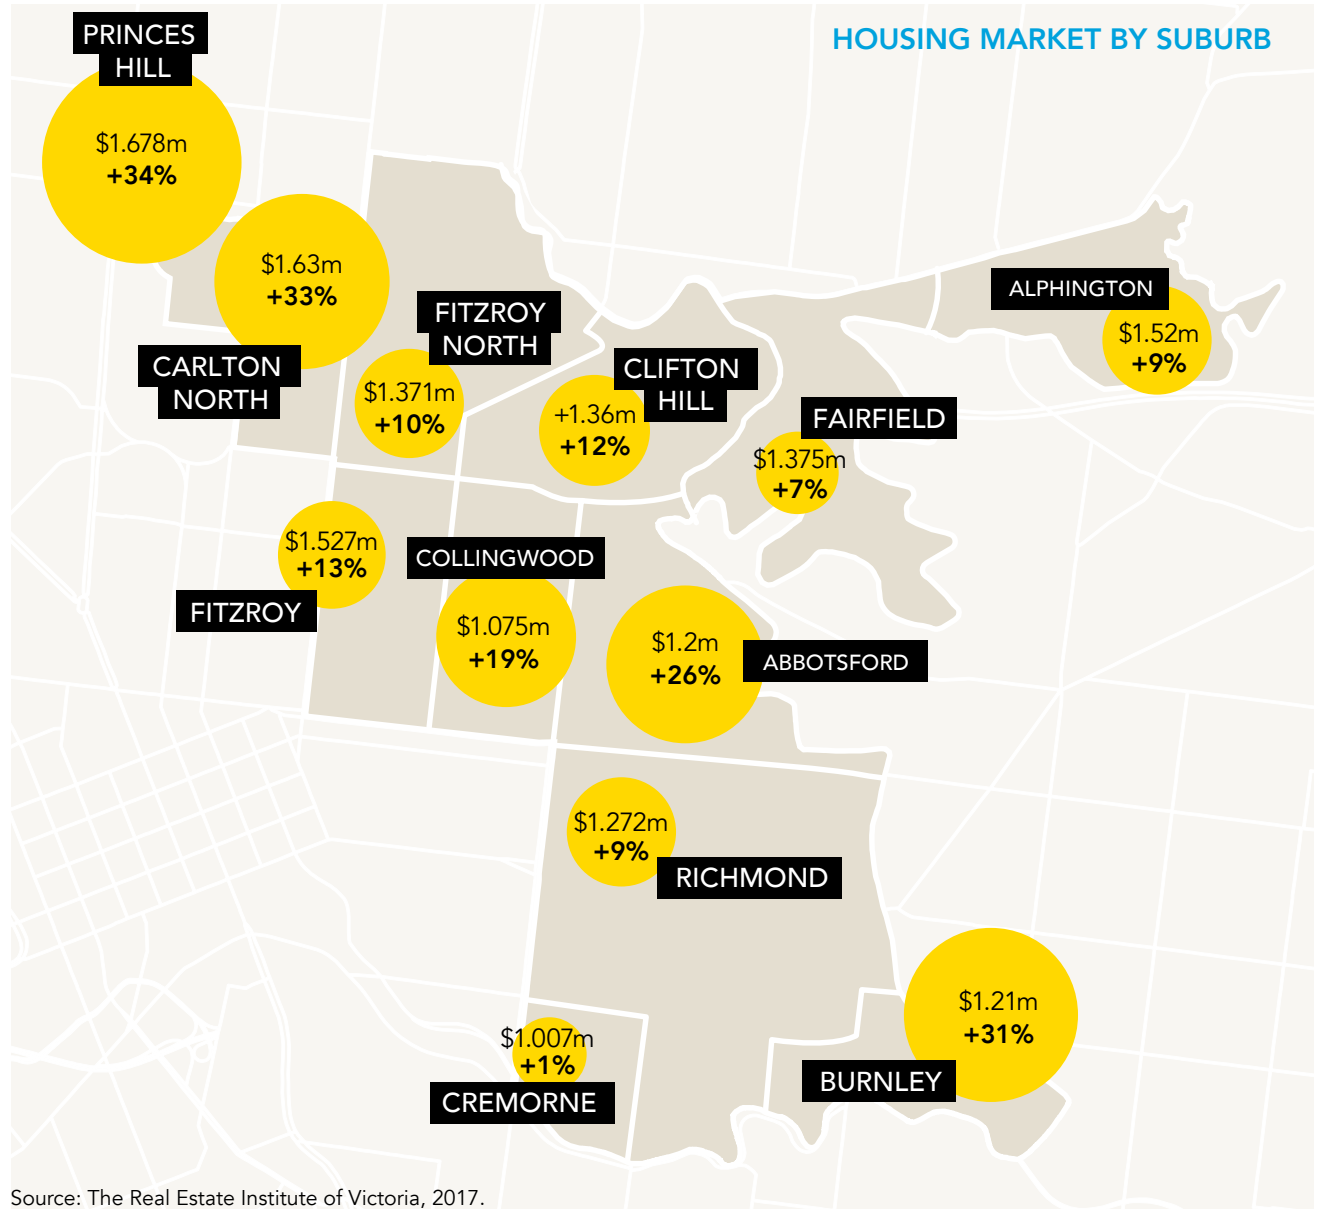 HOUSING MARKET BY SUBURB
PRINCES
HILL
$1.678m
+34%
$1.63m
+33%
CARLTON
NORTH
FITZROY
NORTH
$1.371m
+10%
CLIFTON
HILL
+1.36m
+12%
ALPHINGTON
$1.52m
+9%
FAIRFIELD
$1.375m
+7%
$1.527m
+13%
FITZROY
COLLINGWOOD
$1.075m
+19%
$1.2m
+26%
ABBOTSFORD
$1.272m
+9%
RICHMOND
$1.21m
+31%
BURNLEY
$1.007m
+1%
CREMORNE
Source: The Real Estate Institute of Victoria, 2017.